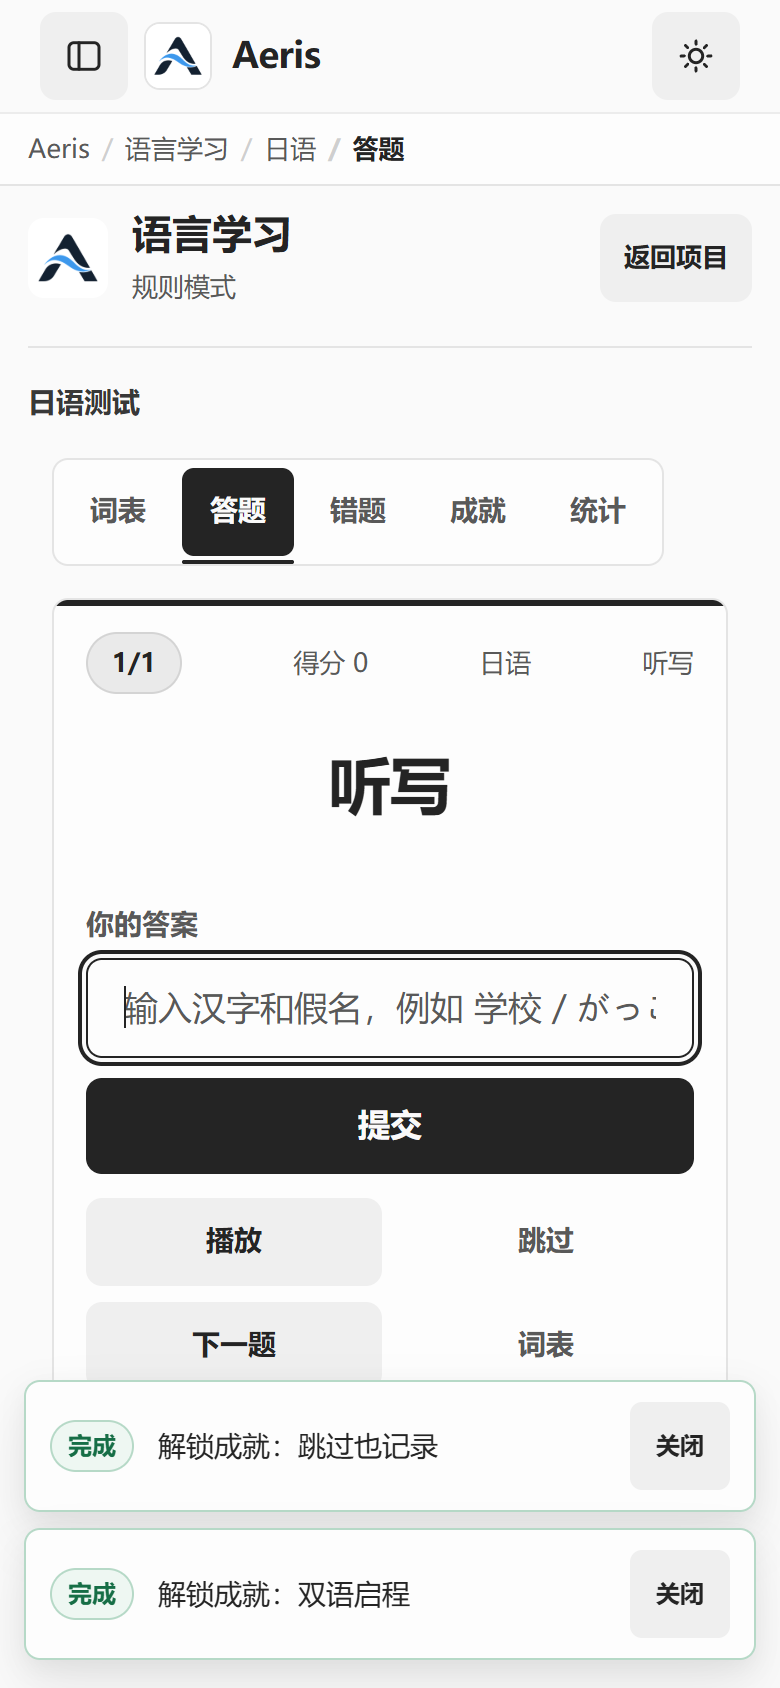 Aeris
Aeris / 语言学习 / 日语 / 答题
语言学习
规则模式
返回项目
日语测试
词表 答题 错题 成就 统计
1/1 得分 0 日语 听写
听写
你的答案
输入汉字和假名，例如 学校 / がっ
提交
播放 跳过
下一题 词表
完成 解锁成就：跳过也记录 关闭
完成 解锁成就：双语启程 关闭